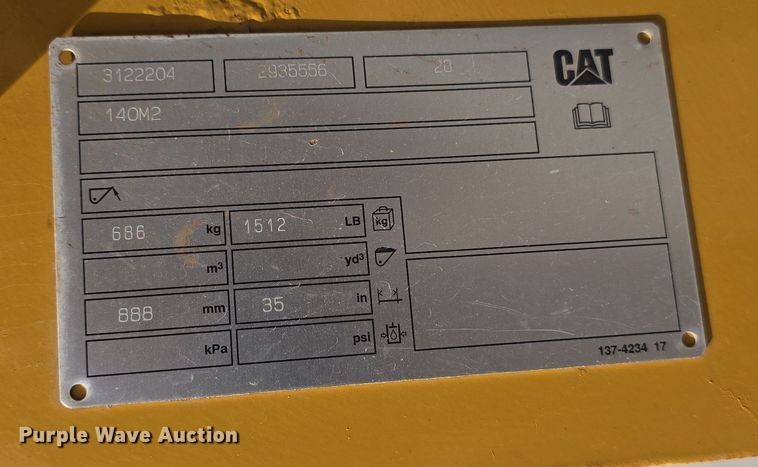 3122204 2935556 28 CAT
140M2
686 kg 1512 LB kg
m³ yd³
888 mm 35 in
kPa psi
137-4234 17
Purple Wave Auction